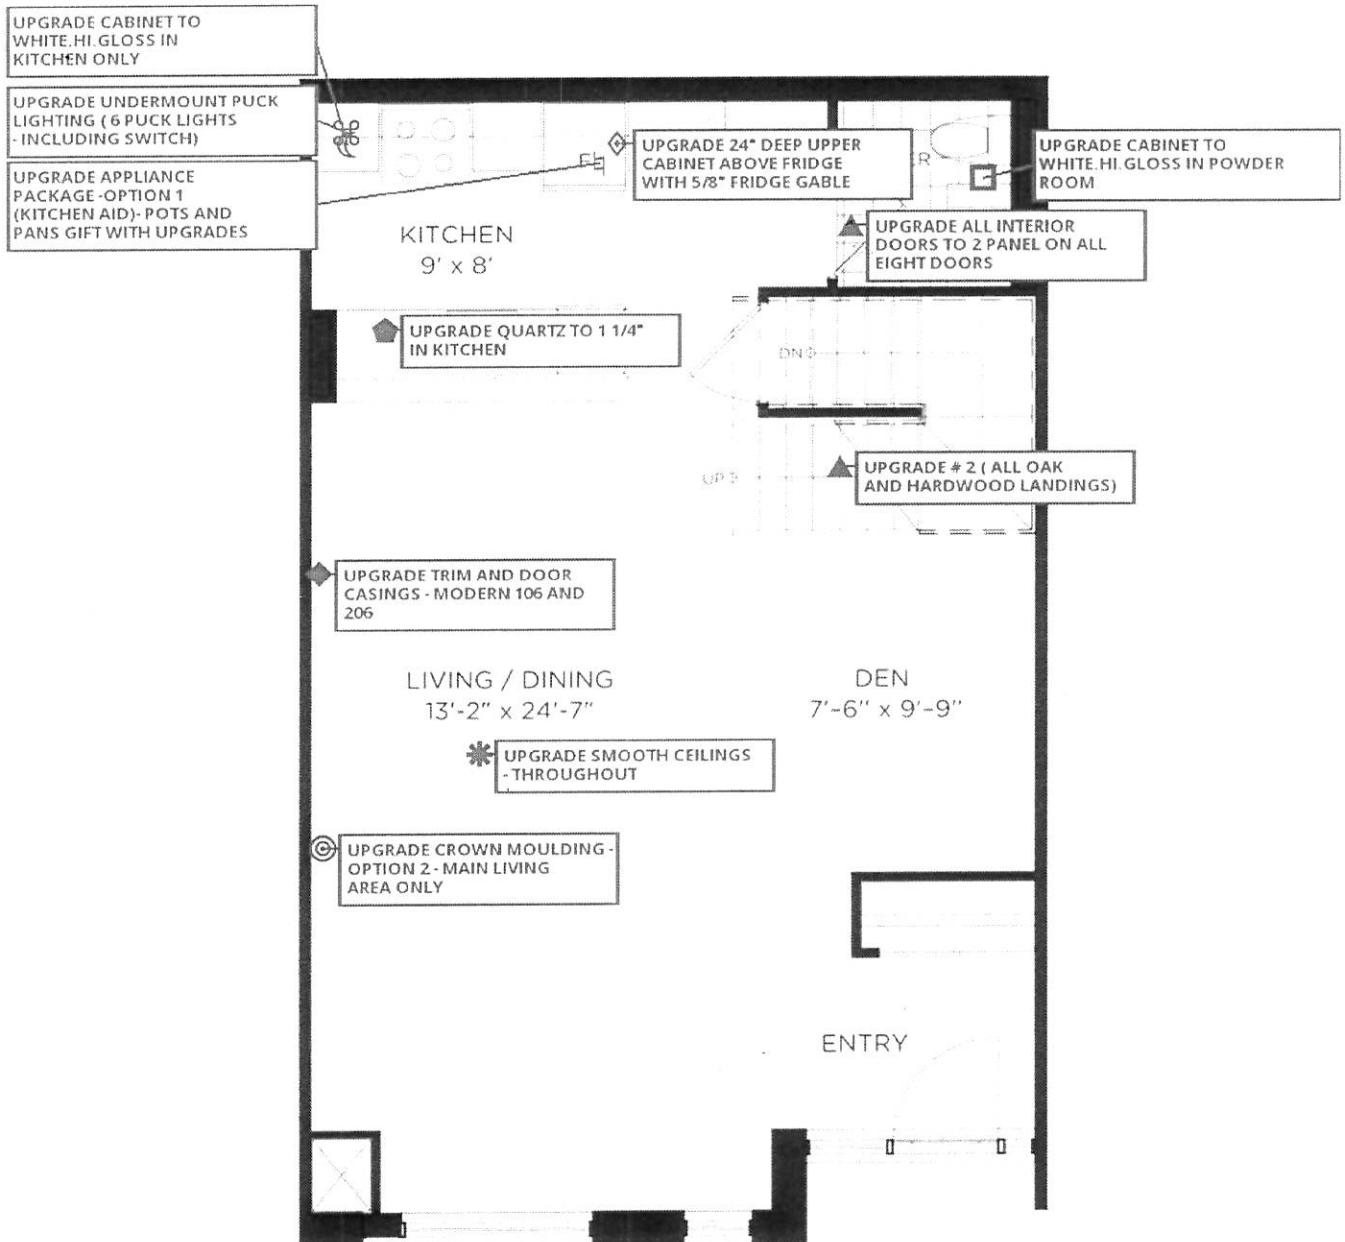 UPGRADE CABINET TO
WHITE.HI.GLOSS IN
KITCHEN ONLY
UPGRADE UNDERMOUNT PUCK
LIGHTING ( 6 PUCK LIGHTS
- INCLUDING SWITCH)
UPGRADE APPLIANCE
PACKAGE -OPTION 1
(KITCHEN AID)- POTS AND
PANS GIFT WITH UPGRADES
UPGRADE 24" DEEP UPPER
CABINET ABOVE FRIDGE
WITH 5/8" FRIDGE GABLE
UPGRADE CABINET TO
WHITE.HI.GLOSS IN POWDER
ROOM
KITCHEN
9' x 8'
UPGRADE ALL INTERIOR
DOORS TO 2 PANEL ON ALL
EIGHT DOORS
UPGRADE QUARTZ TO 1 1/4"
IN KITCHEN
DN
UP
UPGRADE # 2 ( ALL OAK
AND HARDWOOD LANDINGS)
UPGRADE TRIM AND DOOR
CASINGS - MODERN 106 AND
206
LIVING / DINING
13'-2" x 24'-7"
DEN
7'-6" x 9'-9"
UPGRADE SMOOTH CEILINGS
- THROUGHOUT
UPGRADE CROWN MOULDING -
OPTION 2 - MAIN LIVING
AREA ONLY
ENTRY